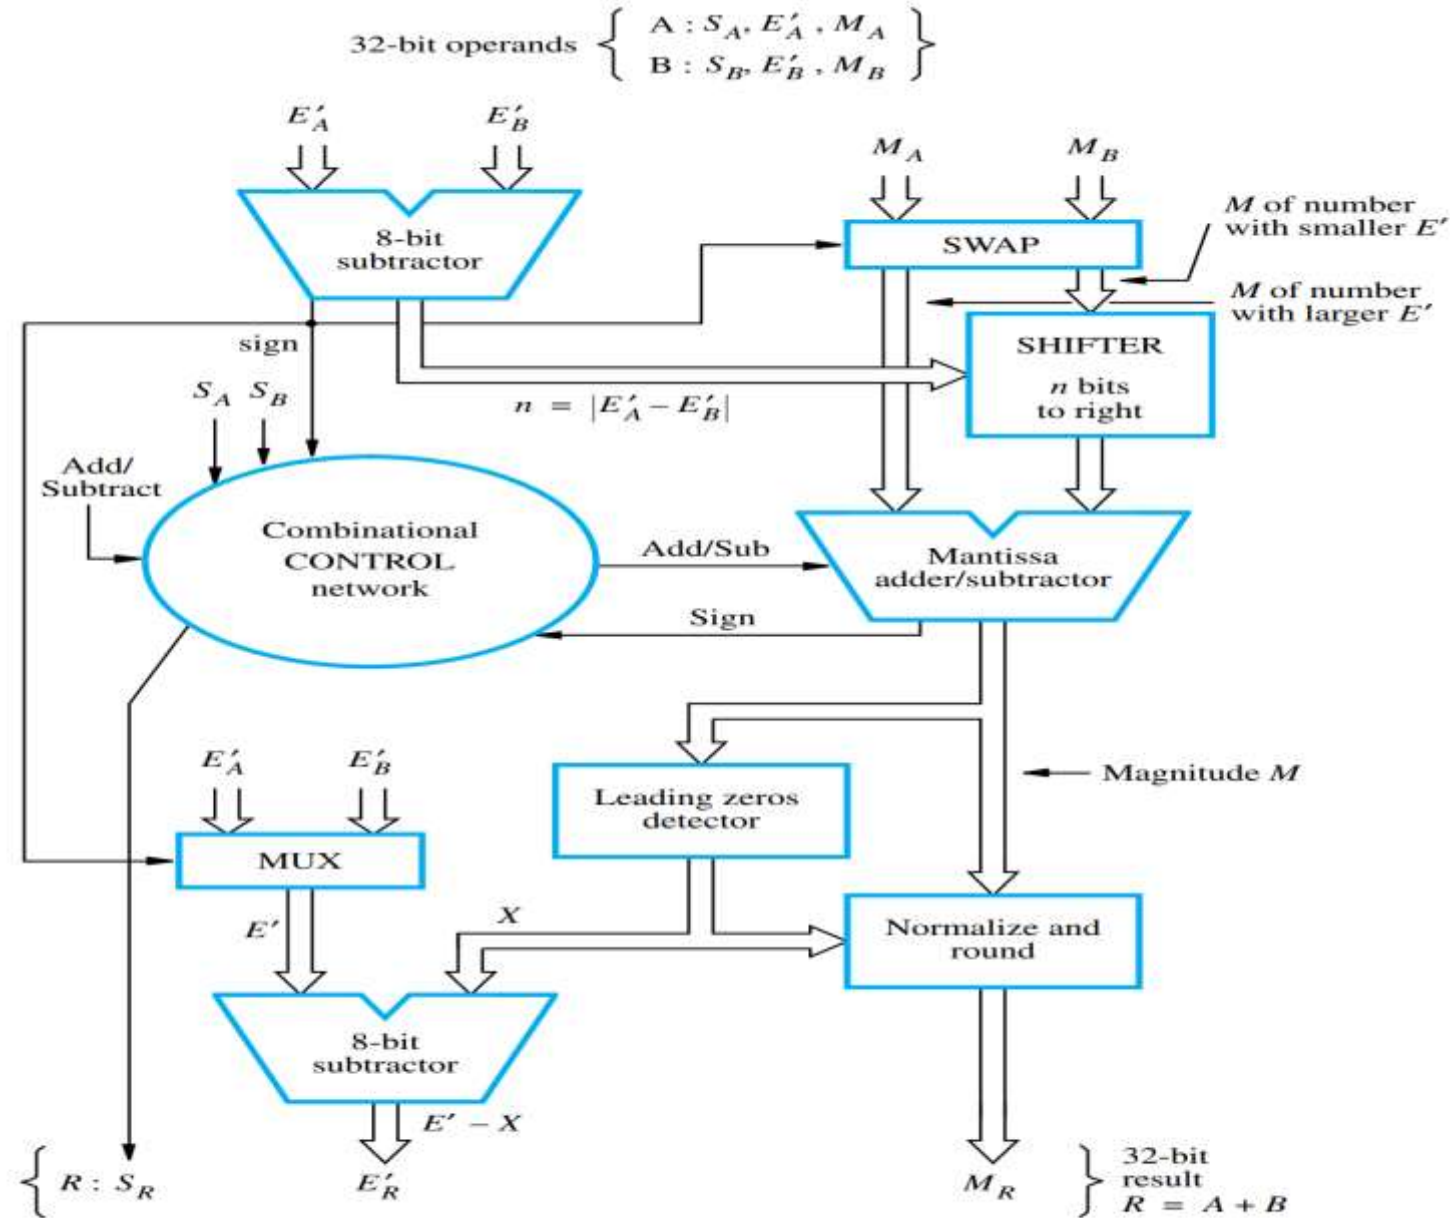 32-bit operands { A : S_A, E′_A , M_A
B : S_B, E′_B , M_B }
E′_A
E′_B
M_A
M_B
8-bit
subtractor
SWAP
M of number
with smaller E′
M of number
with larger E′
sign
SHIFTER
n bits
to right
S_A
S_B
n = |E′_A − E′_B|
Add/
Subtract
Combinational
CONTROL
network
Add/Sub
Mantissa
adder/subtractor
Sign
E′_A
E′_B
Leading zeros
detector
Magnitude M
MUX
E′
X
Normalize and
round
8-bit
subtractor
E′ − X
{ R : S_R
E′_R
M_R
} 32-bit
result
R = A + B